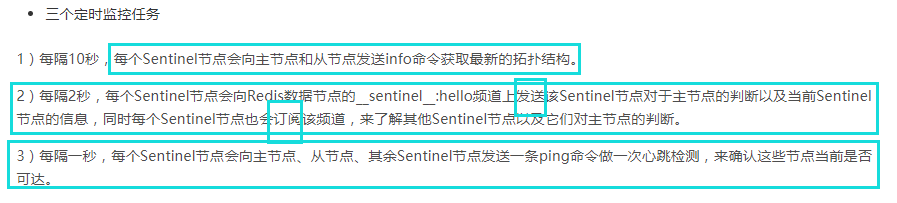 • 三个定时监控任务
1）每隔10秒，每个Sentinel节点会向主节点和从节点发送info命令获取最新的拓扑结构。
2）每隔2秒，每个Sentinel节点会向Redis数据节点的__sentinel__:hello频道上发送该Sentinel节点对于主节点的判断以及当前Sentinel
节点的信息，同时每个Sentinel节点也会订阅该频道，来了解其他Sentinel节点以及它们对主节点的判断。
3）每隔一秒，每个Sentinel节点会向主节点、从节点、其余Sentinel节点发送一条ping命令做一次心跳检测，来确认这些节点当前是否
可达。